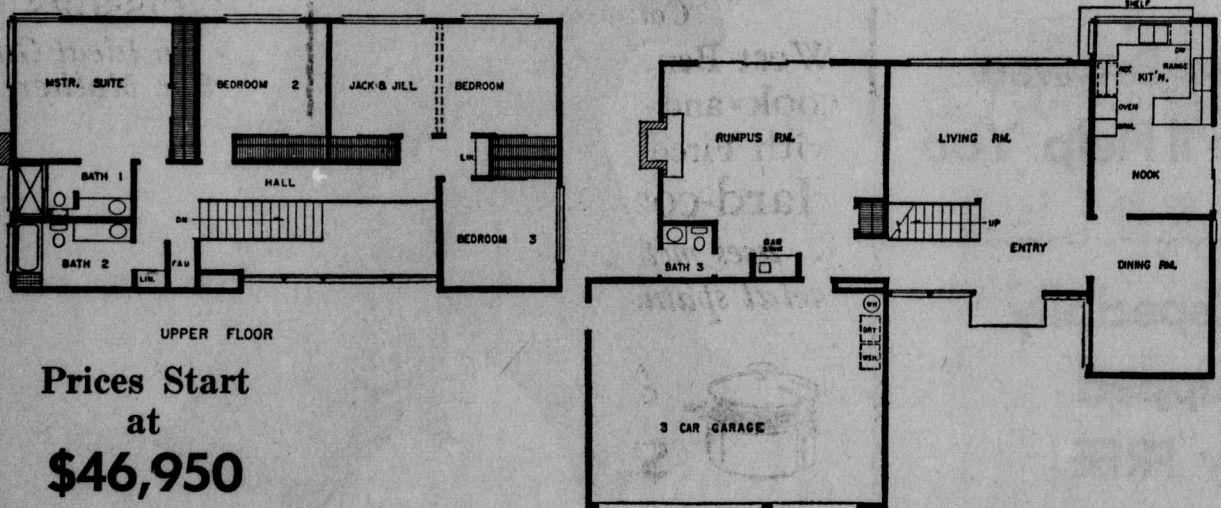 MSTR. SUITE
BEDROOM 2
JACK & JILL
BEDROOM
LIN.
BATH 1
HALL
DN
BATH 2
LIN.
FAU
BEDROOM 3
UPPER FLOOR
Prices Start
at
$46,950
SHELF
DW
REF.
RANGE
KIT'N.
OVEN
RUMPUS RM.
LIVING RM.
NOOK
UP
ENTRY
BATH 3
BAR
DINING RM.
WH
DRY
WSH.
3 CAR GARAGE